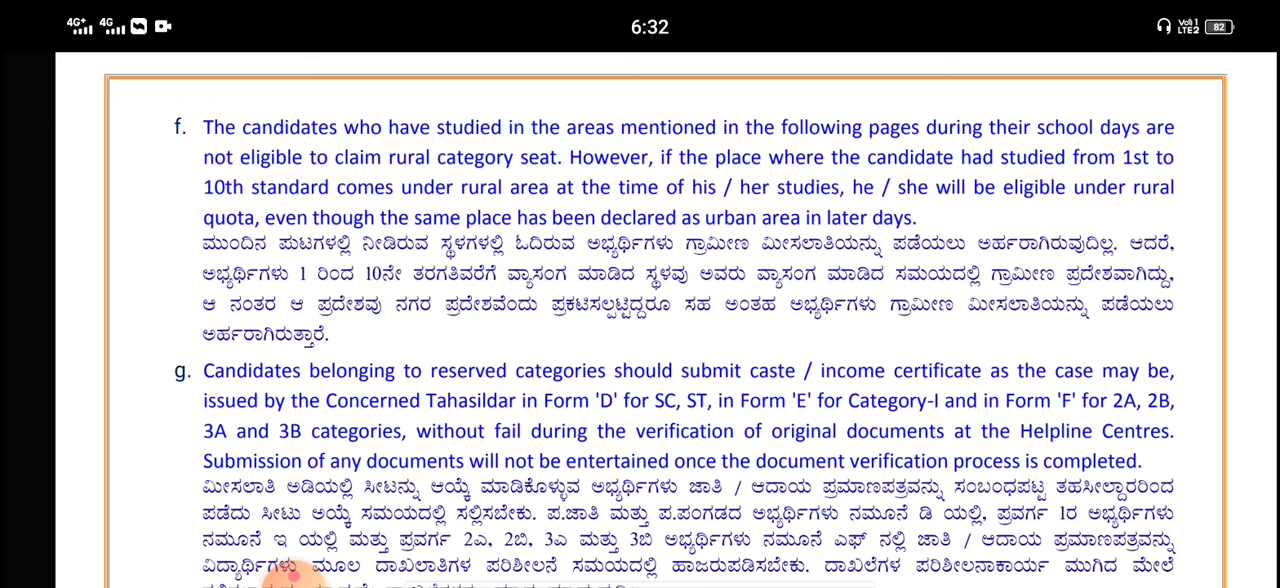 4G+ 4G 6:32 Vo)) 1 LTE2 82
f. The candidates who have studied in the areas mentioned in the following pages during their school days are
not eligible to claim rural category seat. However, if the place where the candidate had studied from 1st to
10th standard comes under rural area at the time of his / her studies, he / she will be eligible under rural
quota, even though the same place has been declared as urban area in later days.
ಮುಂದಿನ ಪುಟಗಳಲ್ಲಿ ನೀಡಿರುವ ಸ್ಥಳಗಳಲ್ಲಿ ಓದಿರುವ ಅಭ್ಯರ್ಥಿಗಳು ಗ್ರಾಮೀಣ ಮೀಸಲಾತಿಯನ್ನು ಪಡೆಯಲು ಅರ್ಹರಾಗಿರುವುದಿಲ್ಲ. ಆದರೆ,
ಅಭ್ಯರ್ಥಿಗಳು 1 ರಿಂದ 10ನೇ ತರಗತಿವರೆಗೆ ವ್ಯಾಸಂಗ ಮಾಡಿದ ಸ್ಥಳವು ಅವರು ವ್ಯಾಸಂಗ ಮಾಡಿದ ಸಮಯದಲ್ಲಿ ಗ್ರಾಮೀಣ ಪ್ರದೇಶವಾಗಿದ್ದು,
ಆ ನಂತರ ಆ ಪ್ರದೇಶವು ನಗರ ಪ್ರದೇಶವೆಂದು ಪ್ರಕಟಿಸಲ್ಪಟ್ಟಿದ್ದರೂ ಸಹ ಅಂತಹ ಅಭ್ಯರ್ಥಿಗಳು ಗ್ರಾಮೀಣ ಮೀಸಲಾತಿಯನ್ನು ಪಡೆಯಲು
ಅರ್ಹರಾಗಿರುತ್ತಾರೆ.
g. Candidates belonging to reserved categories should submit caste / income certificate as the case may be,
issued by the Concerned Tahasildar in Form 'D' for SC, ST, in Form 'E' for Category-I and in Form 'F' for 2A, 2B,
3A and 3B categories, without fail during the verification of original documents at the Helpline Centres.
Submission of any documents will not be entertained once the document verification process is completed.
ಮೀಸಲಾತಿ ಅಡಿಯಲ್ಲಿ ಸೀಟನ್ನು ಆಯ್ಕೆ ಮಾಡಿಕೊಳ್ಳುವ ಅಭ್ಯರ್ಥಿಗಳು ಜಾತಿ / ಆದಾಯ ಪ್ರಮಾಣಪತ್ರವನ್ನು ಸಂಬಂಧಪಟ್ಟ ತಹಸೀಲ್ದಾರರಿಂದ
ಪಡೆದು ಸೀಟು ಆಯ್ಕೆ ಸಮಯದಲ್ಲಿ ಸಲ್ಲಿಸಬೇಕು. ಪ.ಜಾತಿ ಮತ್ತು ಪ.ಪಂಗಡದ ಅಭ್ಯರ್ಥಿಗಳು ನಮೂನೆ ಡಿ ಯಲ್ಲಿ, ಪ್ರವರ್ಗ 1ರ ಅಭ್ಯರ್ಥಿಗಳು
ನಮೂನೆ ಇ ಯಲ್ಲಿ ಮತ್ತು ಪ್ರವರ್ಗ 2ಎ, 2ಬಿ, 3ಎ ಮತ್ತು 3ಬಿ ಅಭ್ಯರ್ಥಿಗಳು ನಮೂನೆ ಎಫ್ ನಲ್ಲಿ ಜಾತಿ / ಆದಾಯ ಪ್ರಮಾಣಪತ್ರವನ್ನು
ವಿದ್ಯಾರ್ಥಿಗಳು ಮೂಲ ದಾಖಲಾತಿಗಳ ಪರಿಶೀಲನೆ ಸಮಯದಲ್ಲಿ ಹಾಜರುಪಡಿಸಬೇಕು. ದಾಖಲೆಗಳ ಪರಿಶೀಲನಾಕಾರ್ಯ ಮುಗಿದ ಮೇಲೆ